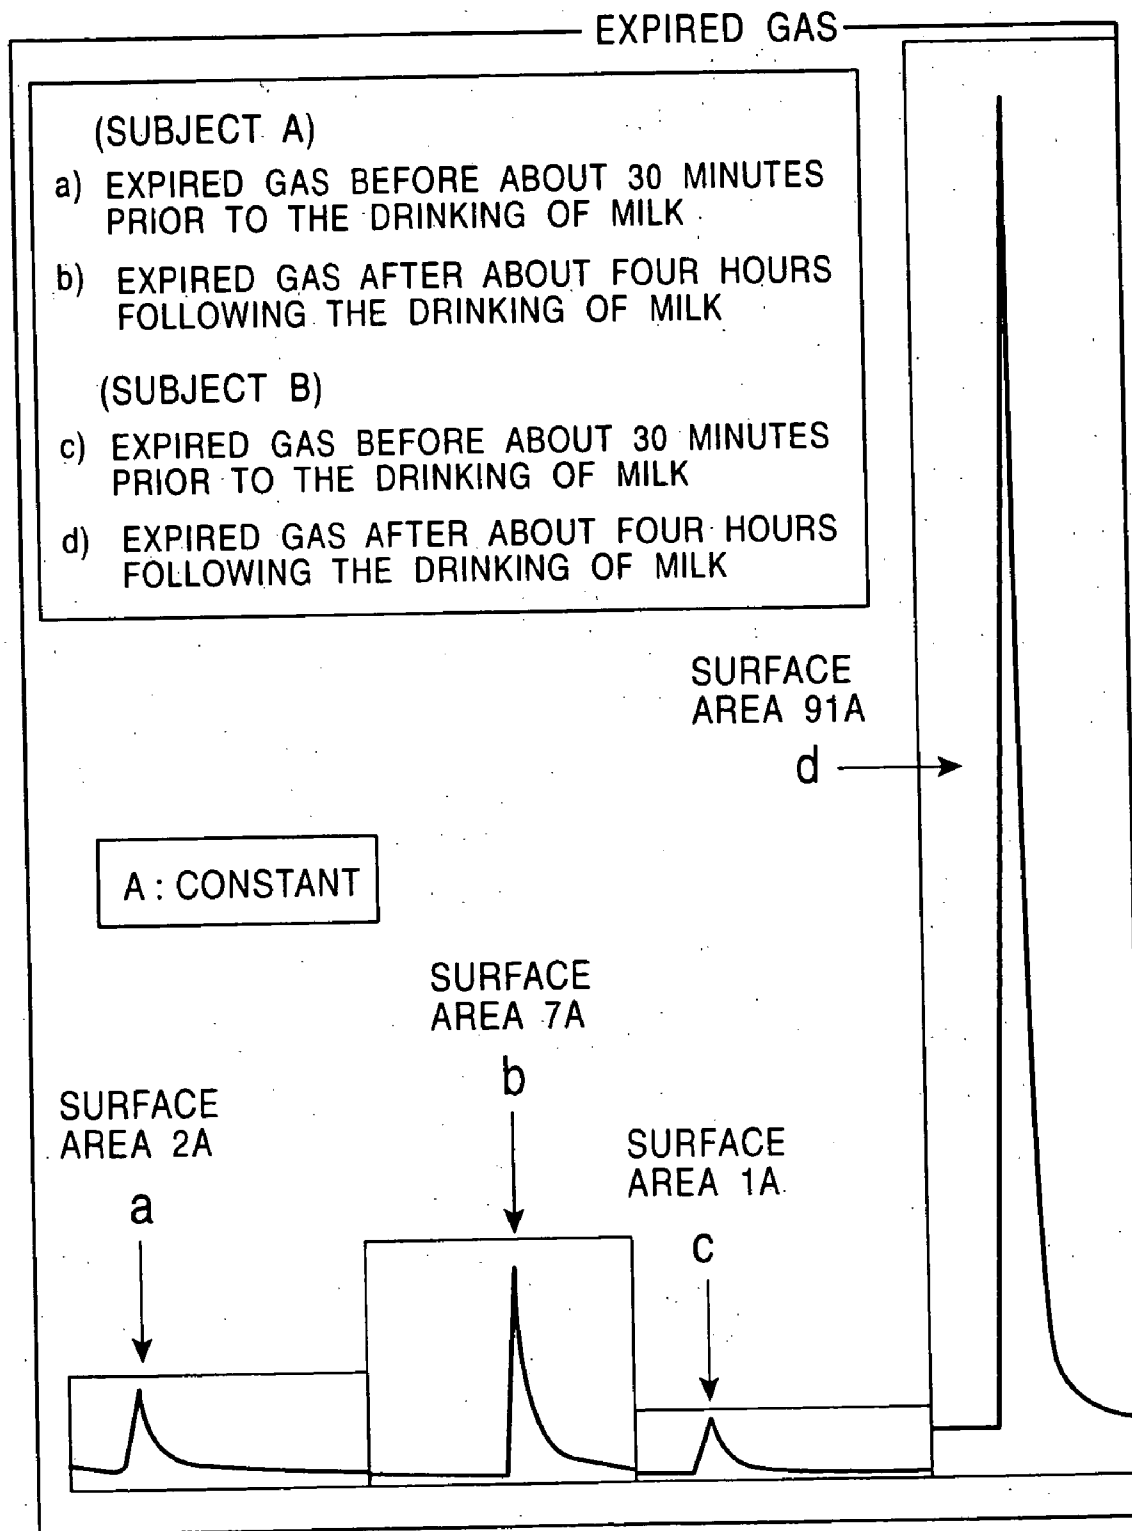 EXPIRED GAS
(SUBJECT A)
a) EXPIRED GAS BEFORE ABOUT 30 MINUTES
PRIOR TO THE DRINKING OF MILK
b) EXPIRED GAS AFTER ABOUT FOUR HOURS
FOLLOWING THE DRINKING OF MILK
(SUBJECT B)
c) EXPIRED GAS BEFORE ABOUT 30 MINUTES
PRIOR TO THE DRINKING OF MILK
d) EXPIRED GAS AFTER ABOUT FOUR HOURS
FOLLOWING THE DRINKING OF MILK
SURFACE
AREA 91A
d
A : CONSTANT
SURFACE
AREA 7A
b
SURFACE
AREA 2A
a
SURFACE
AREA 1A
c